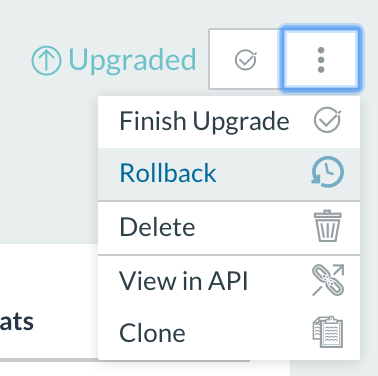 Upgraded
Finish Upgrade
Rollback
Delete
View in API
Clone
ats